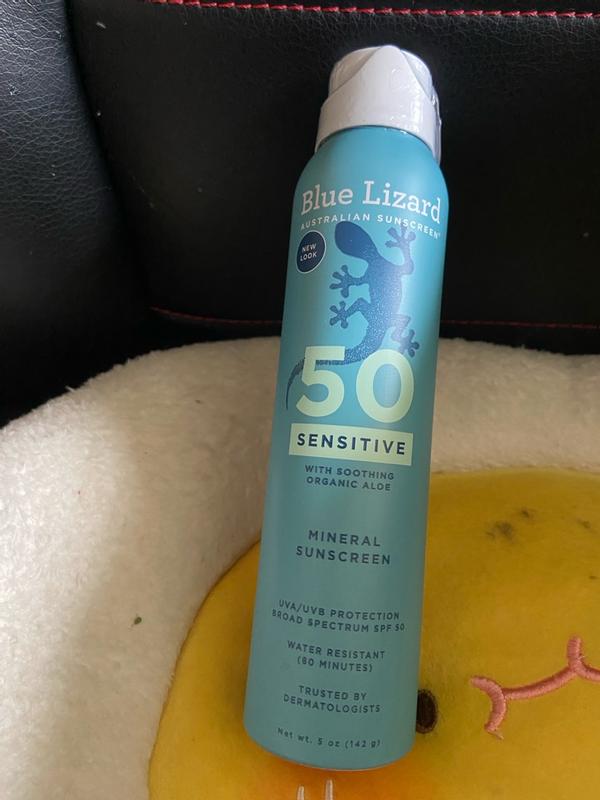 Blue Lizard
AUSTRALIAN SUNSCREEN®
NEW
LOOK
50
SENSITIVE
WITH SOOTHING
ORGANIC ALOE
MINERAL
SUNSCREEN
UVA/UVB PROTECTION
BROAD SPECTRUM SPF 50
WATER RESISTANT
(80 MINUTES)
TRUSTED BY
DERMATOLOGISTS
Net wt. 5 oz (142 g)